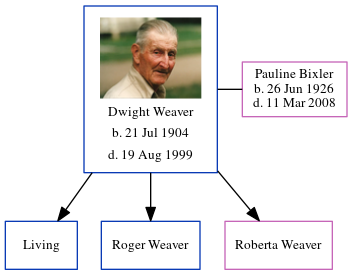 Dwight Weaver
b. 21 Jul 1904
d. 19 Aug 1999
Pauline Bixler
b. 26 Jun 1926
d. 11 Mar 2008
Living
Roger Weaver
Roberta Weaver